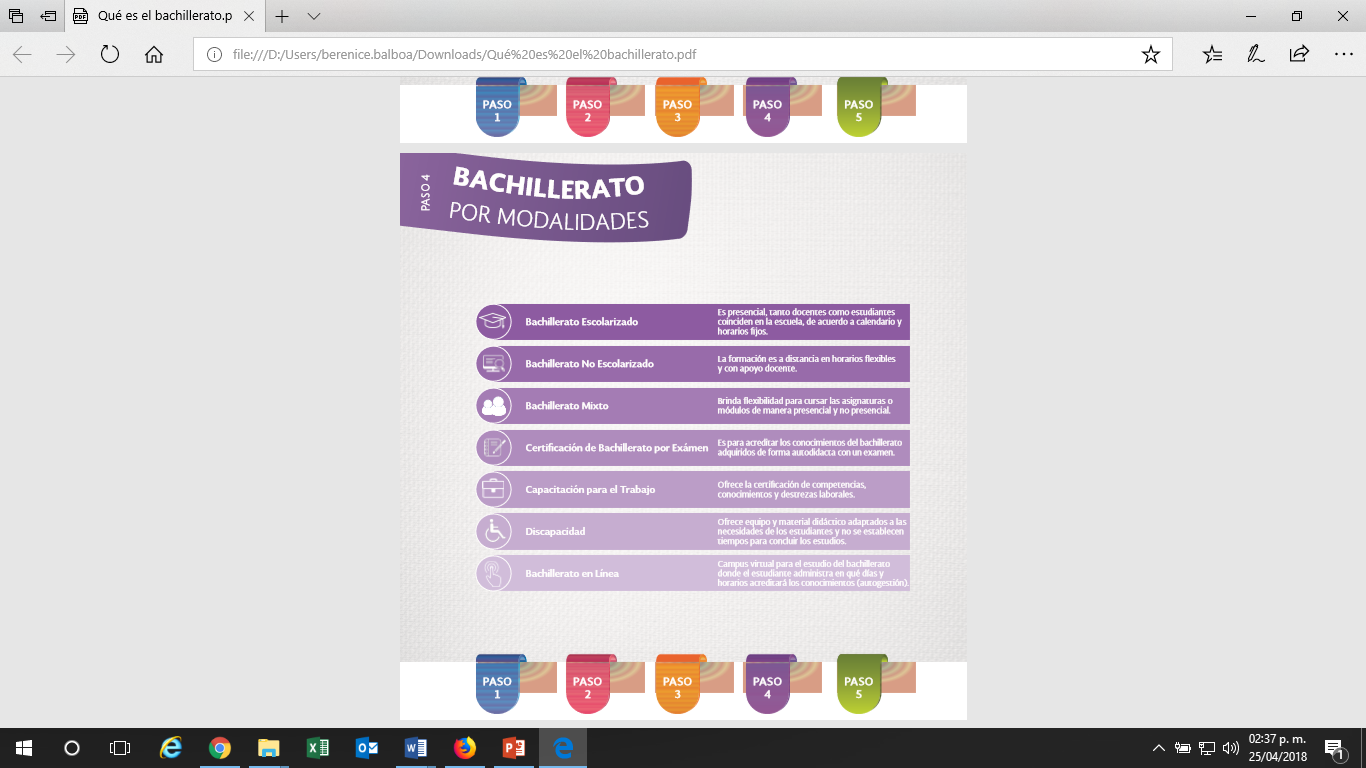 Qué es el bachillerato.p
file:///D:/Users/berenice.balboa/Downloads/Qué%20es%20el%20bachillerato.pdf
PASO 1
PASO 2
PASO 3
PASO 4
PASO 5
PASO 4
BACHILLERATO
POR MODALIDADES
Bachillerato Escolarizado
Es presencial, tanto docentes como estudiantes
coinciden en la escuela, de acuerdo a calendario y
horarios fijos.
Bachillerato No Escolarizado
La formación es a distancia en horarios flexibles
y con apoyo docente.
Bachillerato Mixto
Brinda flexibilidad para cursar las asignaturas o
módulos de manera presencial y no presencial.
Certificación de Bachillerato por Exámen
Es para acreditar los conocimientos del bachillerato
adquiridos de forma autodidacta con un examen.
Capacitación para el Trabajo
Ofrece la certificación de competencias,
conocimientos y destrezas laborales.
Discapacidad
Ofrece equipo y material didáctico adaptados a las
necesidades de los estudiantes y no se establecen
tiempos para concluir los estudios.
Bachillerato en Línea
Campus virtual para el estudio del bachillerato
donde el estudiante administra en qué días y
horarios acreditará los conocimientos (autogestión).
PASO 1
PASO 2
PASO 3
PASO 4
PASO 5
02:37 p. m.
25/04/2018
1